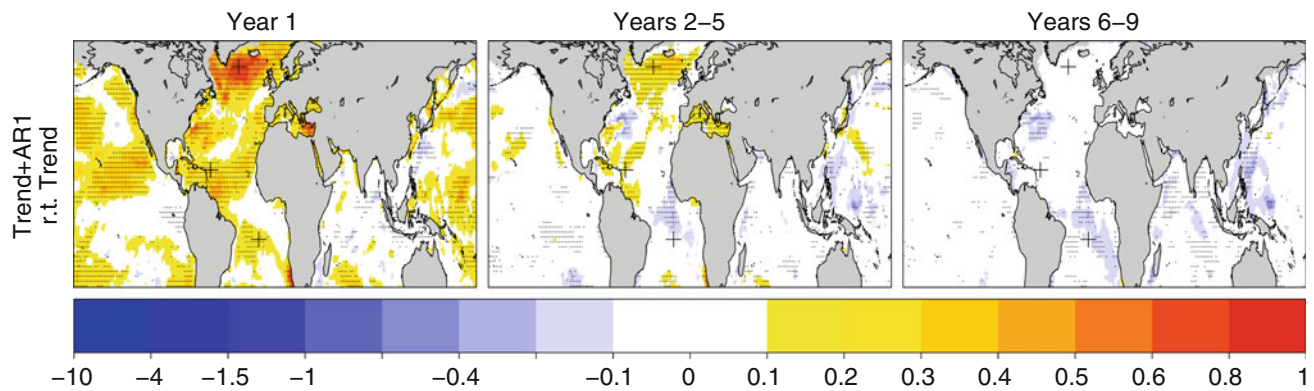 Year 1
Years 2–5
Years 6–9
Trend+AR1
r.t. Trend
−10 −4 −1.5 −1 −0.4 −0.1 0 0.1 0.2 0.3 0.4 0.5 0.6 0.8 1